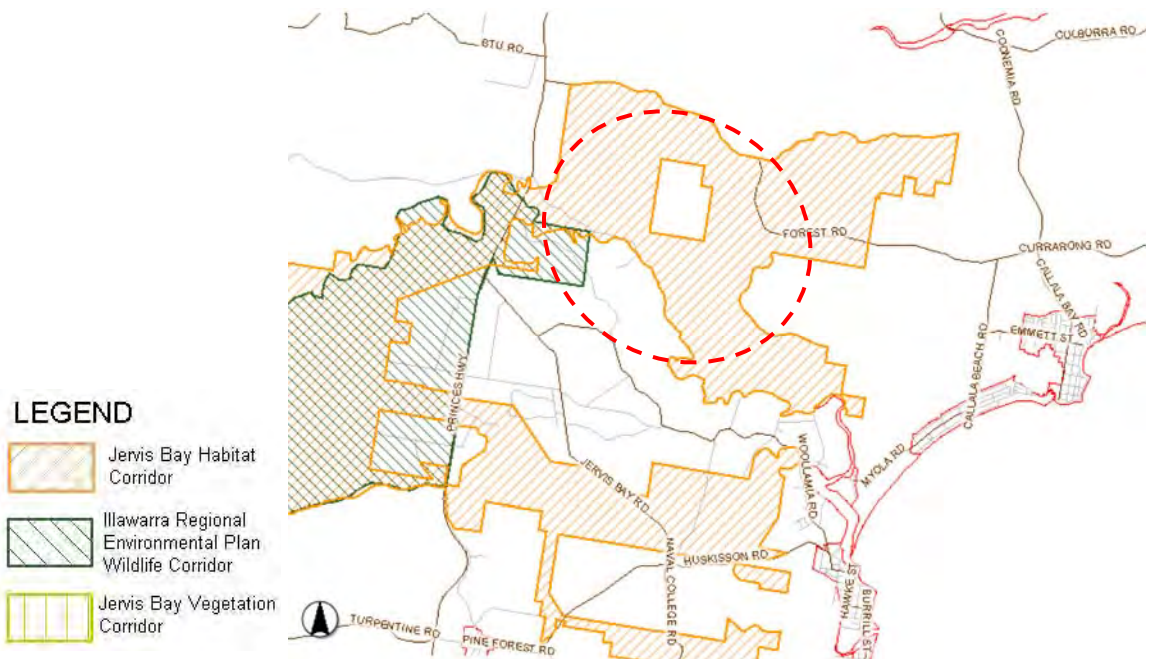 BTU RD
COONEMIA RD
CULBURRA RD
FOREST RD
CURRARONG RD
CALLALA BAY RD
EMMETT ST
CALLALA BEACH RD
PRINCES HWY
MYOLA RD
WOOLLAMIA RD
JERVIS BAY RD
NAVAL COLLEGE RD
HUSKISSON RD
HAWKE ST
BURRILL ST
TURPENTINE RD
PINE FOREST RD
LEGEND
Jervis Bay Habitat
Corridor
Illawarra Regional
Environmental Plan
Wildlife Corridor
Jervis Bay Vegetation
Corridor